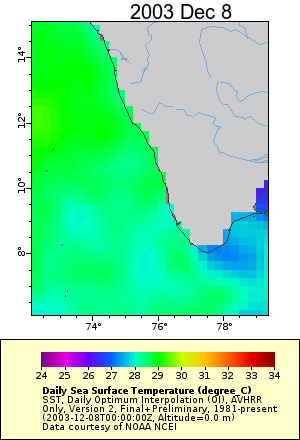 2003 Dec 8
14°
12°
10°
8°
74°
76°
78°
24 25 26 27 28 29 30 31 32 33 34
Daily Sea Surface Temperature (degree_C)
SST, Daily Optimum Interpolation (OI), AVHRR
Only, Version 2, Final+Preliminary, 1981-present
(2003-12-08T00:00:00Z, Altitude=0.0 m)
Data courtesy of NOAA NCEI